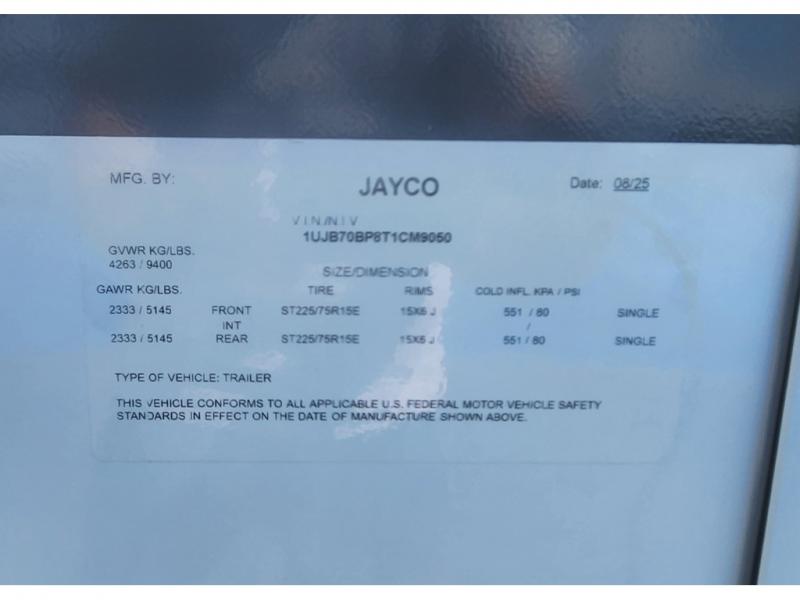 MFG. BY: JAYCO Date: 08/25
VIN/NIV
1UJB70BP8T1CM9050
GVWR KG/LBS.
4263 / 9400
SIZE/DIMENSION
GAWR KG/LBS. TIRE RIMS COLD INFL. KPA / PSI
2333 / 5145 FRONT ST225/75R15E 15X6 J 551 / 80 SINGLE
INT /
2333 / 5145 REAR ST225/75R15E 15X6 J 551 / 80 SINGLE
TYPE OF VEHICLE: TRAILER
THIS VEHICLE CONFORMS TO ALL APPLICABLE U.S. FEDERAL MOTOR VEHICLE SAFETY
STANDARDS IN EFFECT ON THE DATE OF MANUFACTURE SHOWN ABOVE.